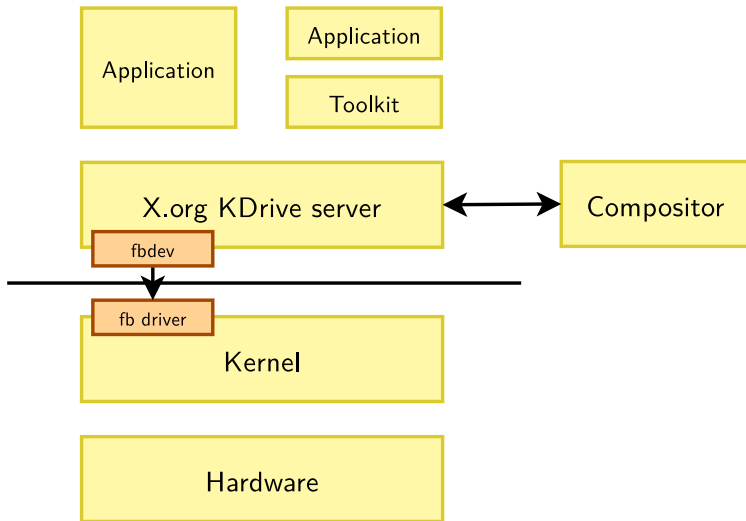 Application
Application
Toolkit
X.org KDrive server
Compositor
fbdev
fb driver
Kernel
Hardware